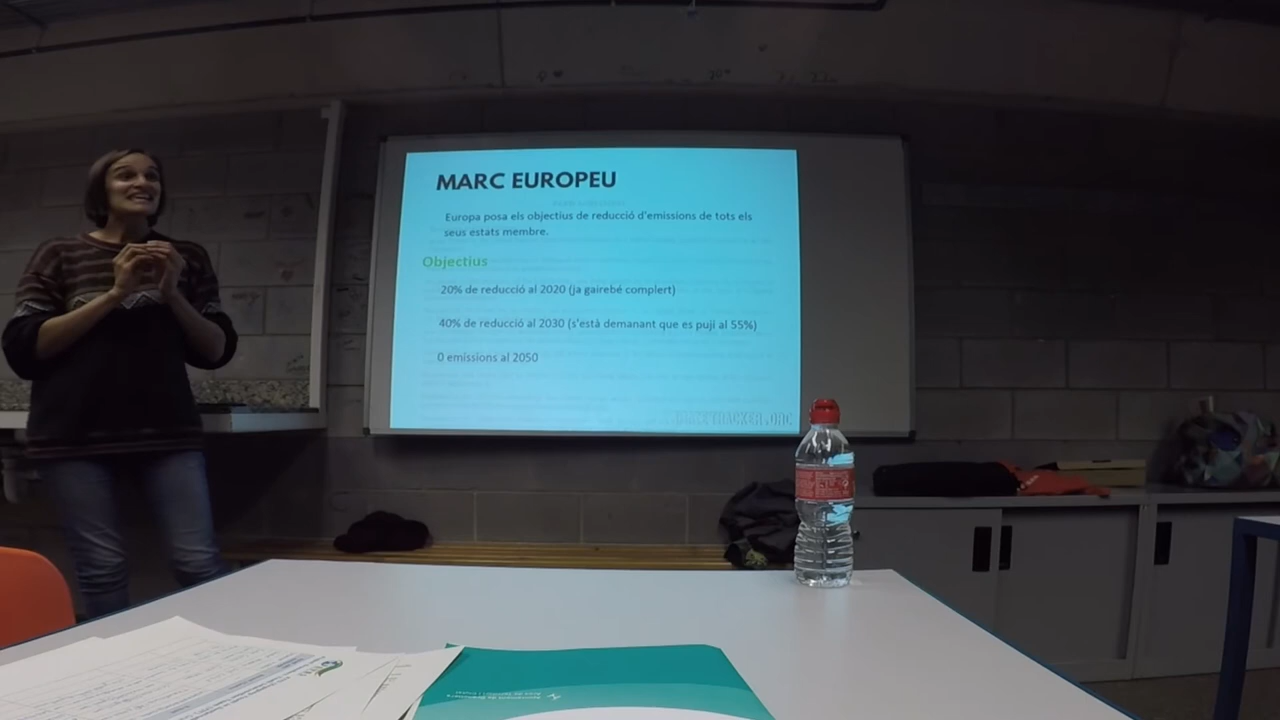 MARC EUROPEU
Europa posa els objectius de reducció d'emissions de tots els
seus estats membre.
Objectius
20% de reducció al 2020 (ja gairebé complert)
40% de reducció al 2030 (s'està demanant que es pují al 55%)
0 emissions al 2050